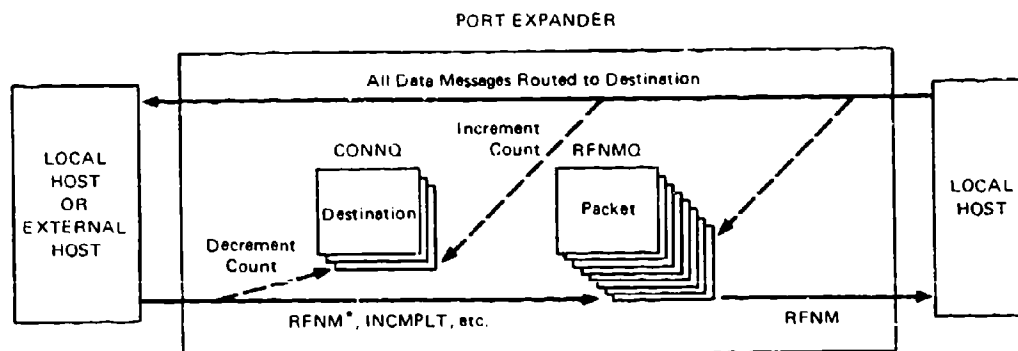 PORT EXPANDER
All Data Messages Routed to Destination
LOCAL
HOST
OR
EXTERNAL
HOST
CONNQ
Destination
Increment
Count
RFNMQ
Packet
Decrement
Count
RFNM*, INCMPLT, etc.
RFNM
LOCAL
HOST